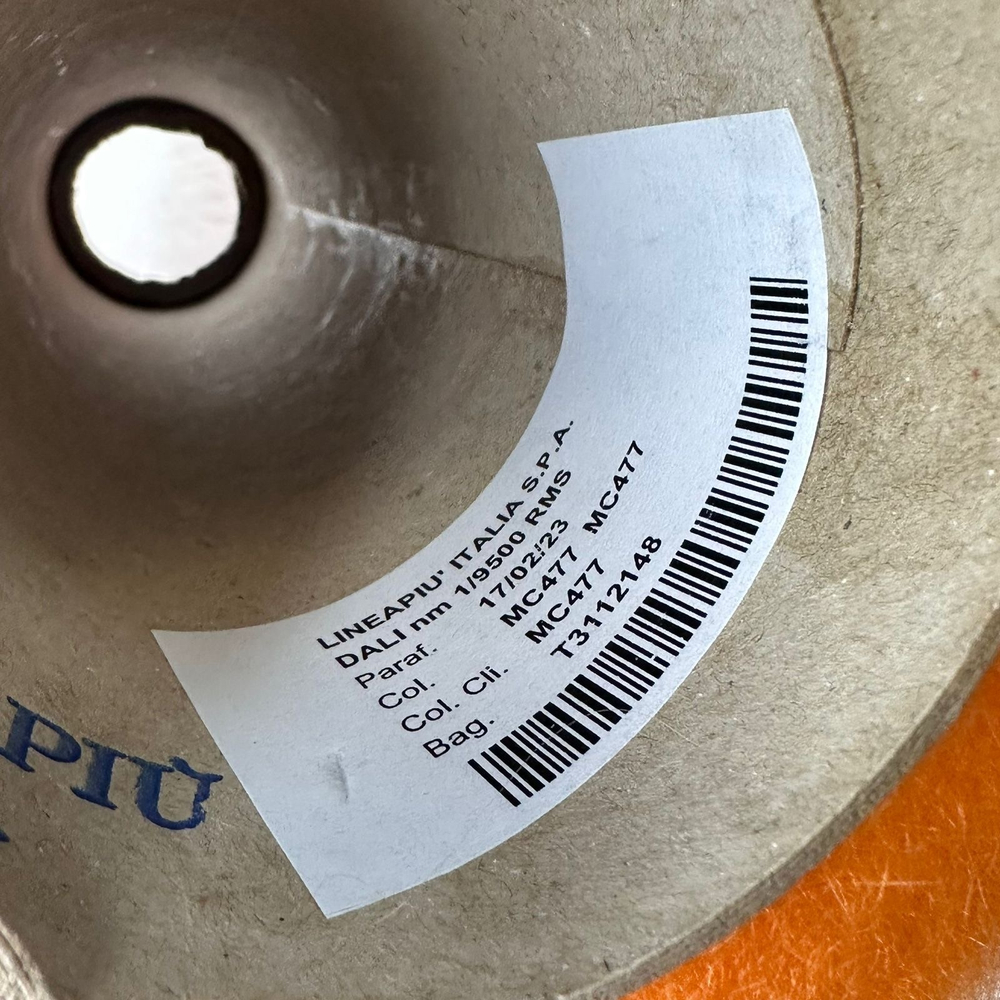 LINEAPIU' ITALIA S.P.A.
DALI nm 1/9500 RMS
Paraf. 17/02/23
Col. MC477 MC477
Col. Cli. MC477
Bag. T3112148
PIÙ